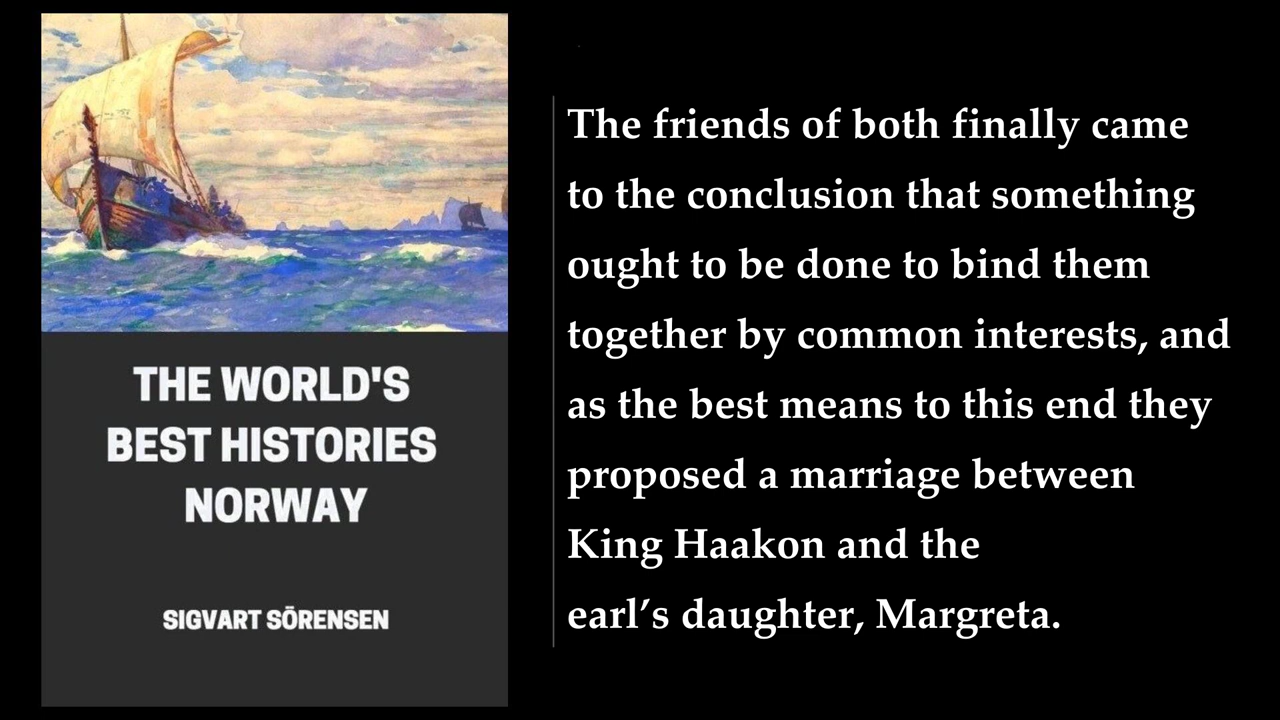 THE WORLD'S
BEST HISTORIES
NORWAY
SIGVART SÖRENSEN
The friends of both finally came
to the conclusion that something
ought to be done to bind them
together by common interests, and
as the best means to this end they
proposed a marriage between
King Haakon and the
earl’s daughter, Margreta.